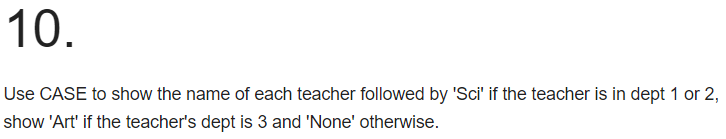 10.
Use CASE to show the name of each teacher followed by 'Sci' if the teacher is in dept 1 or 2,
show 'Art' if the teacher's dept is 3 and 'None' otherwise.